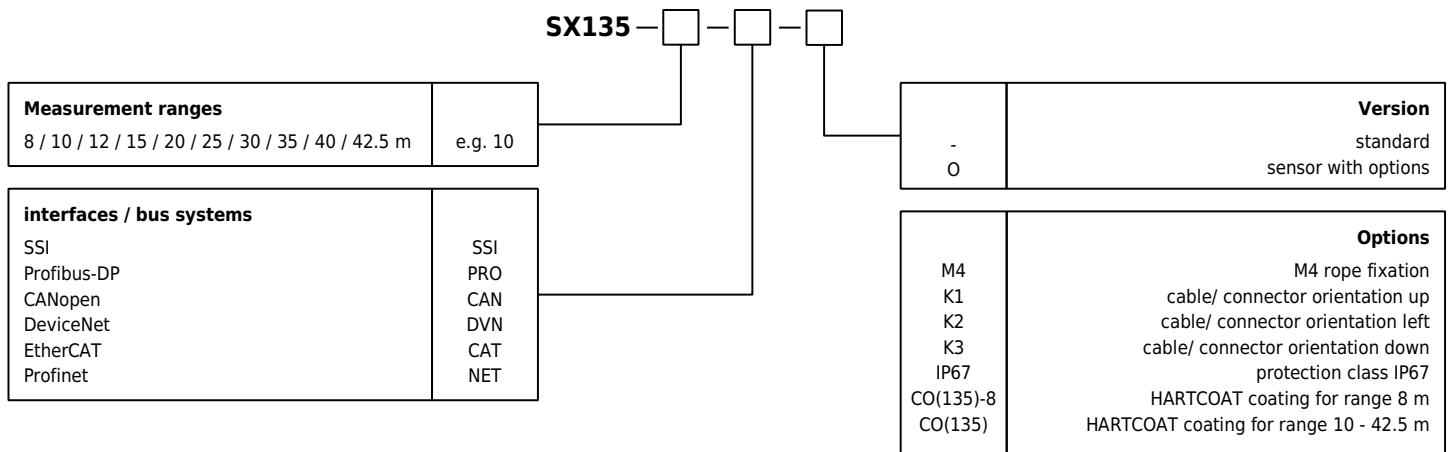 SX135 — □ — □ — □
Measurement ranges
8 / 10 / 12 / 15 / 20 / 25 / 30 / 35 / 40 / 42.5 m e.g. 10
interfaces / bus systems
SSI SSI
Profibus-DP PRO
CANopen CAN
DeviceNet DVN
EtherCAT CAT
Profinet NET
Version
- standard
O sensor with options
Options
M4 M4 rope fixation
K1 cable/ connector orientation up
K2 cable/ connector orientation left
K3 cable/ connector orientation down
IP67 protection class IP67
CO(135)-8 HARTCOAT coating for range 8 m
CO(135) HARTCOAT coating for range 10 - 42.5 m